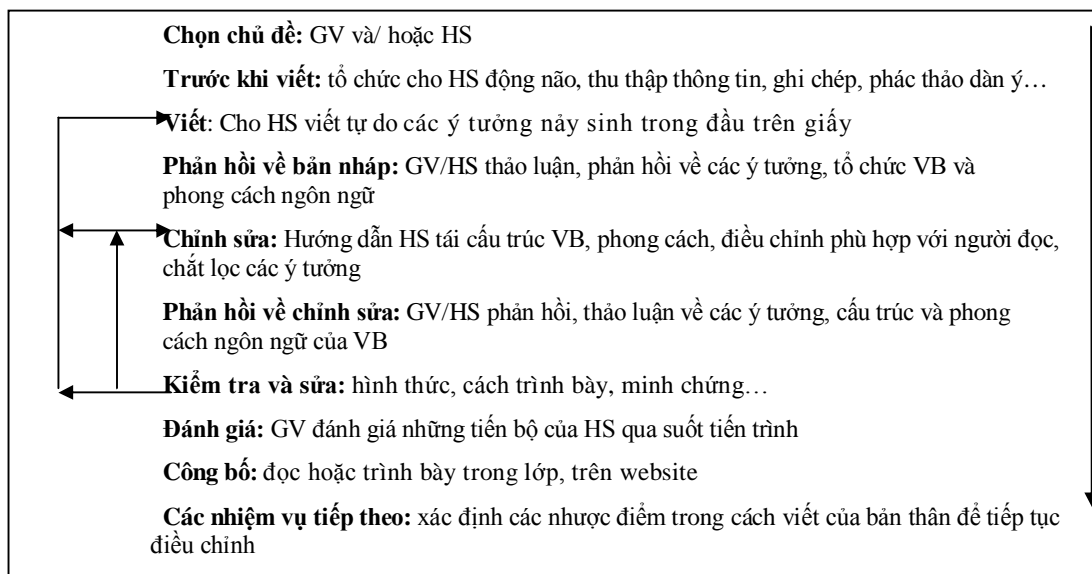 Chọn chủ đề: GV và/ hoặc HS
Trước khi viết: tổ chức cho HS động não, thu thập thông tin, ghi chép, phác thảo dàn ý…
Viết: Cho HS viết tự do các ý tưởng nảy sinh trong đầu trên giấy
Phản hồi về bản nháp: GV/HS thảo luận, phản hồi về các ý tưởng, tổ chức VB và
phong cách ngôn ngữ
Chỉnh sửa: Hướng dẫn HS tái cấu trúc VB, phong cách, điều chỉnh phù hợp với người đọc,
chắt lọc các ý tưởng
Phản hồi về chỉnh sửa: GV/HS phản hồi, thảo luận về các ý tưởng, cấu trúc và phong
cách ngôn ngữ của VB
Kiểm tra và sửa: hình thức, cách trình bày, minh chứng…
Đánh giá: GV đánh giá những tiến bộ của HS qua suốt tiến trình
Công bố: đọc hoặc trình bày trong lớp, trên website
Các nhiệm vụ tiếp theo: xác định các nhược điểm trong cách viết của bản thân để tiếp tục
điều chỉnh